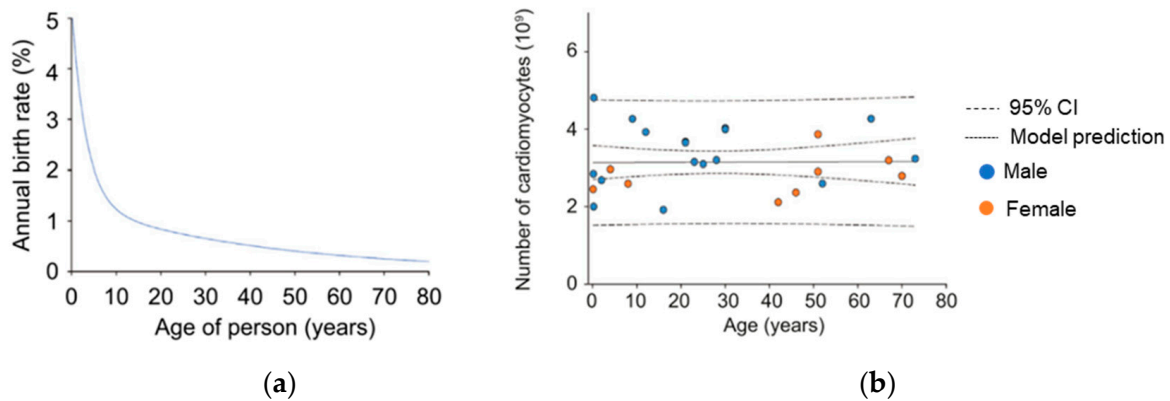 Annual birth rate (%)
5
4
3
2
1
0
0 10 20 30 40 50 60 70 80
Age of person (years)
(a)
Number of cardiomyocytes (10⁹)
6
4
2
0
0 10 20 30 40 50 60 70 80
Age (years)
(b)
95% CI
Model prediction
Male
Female